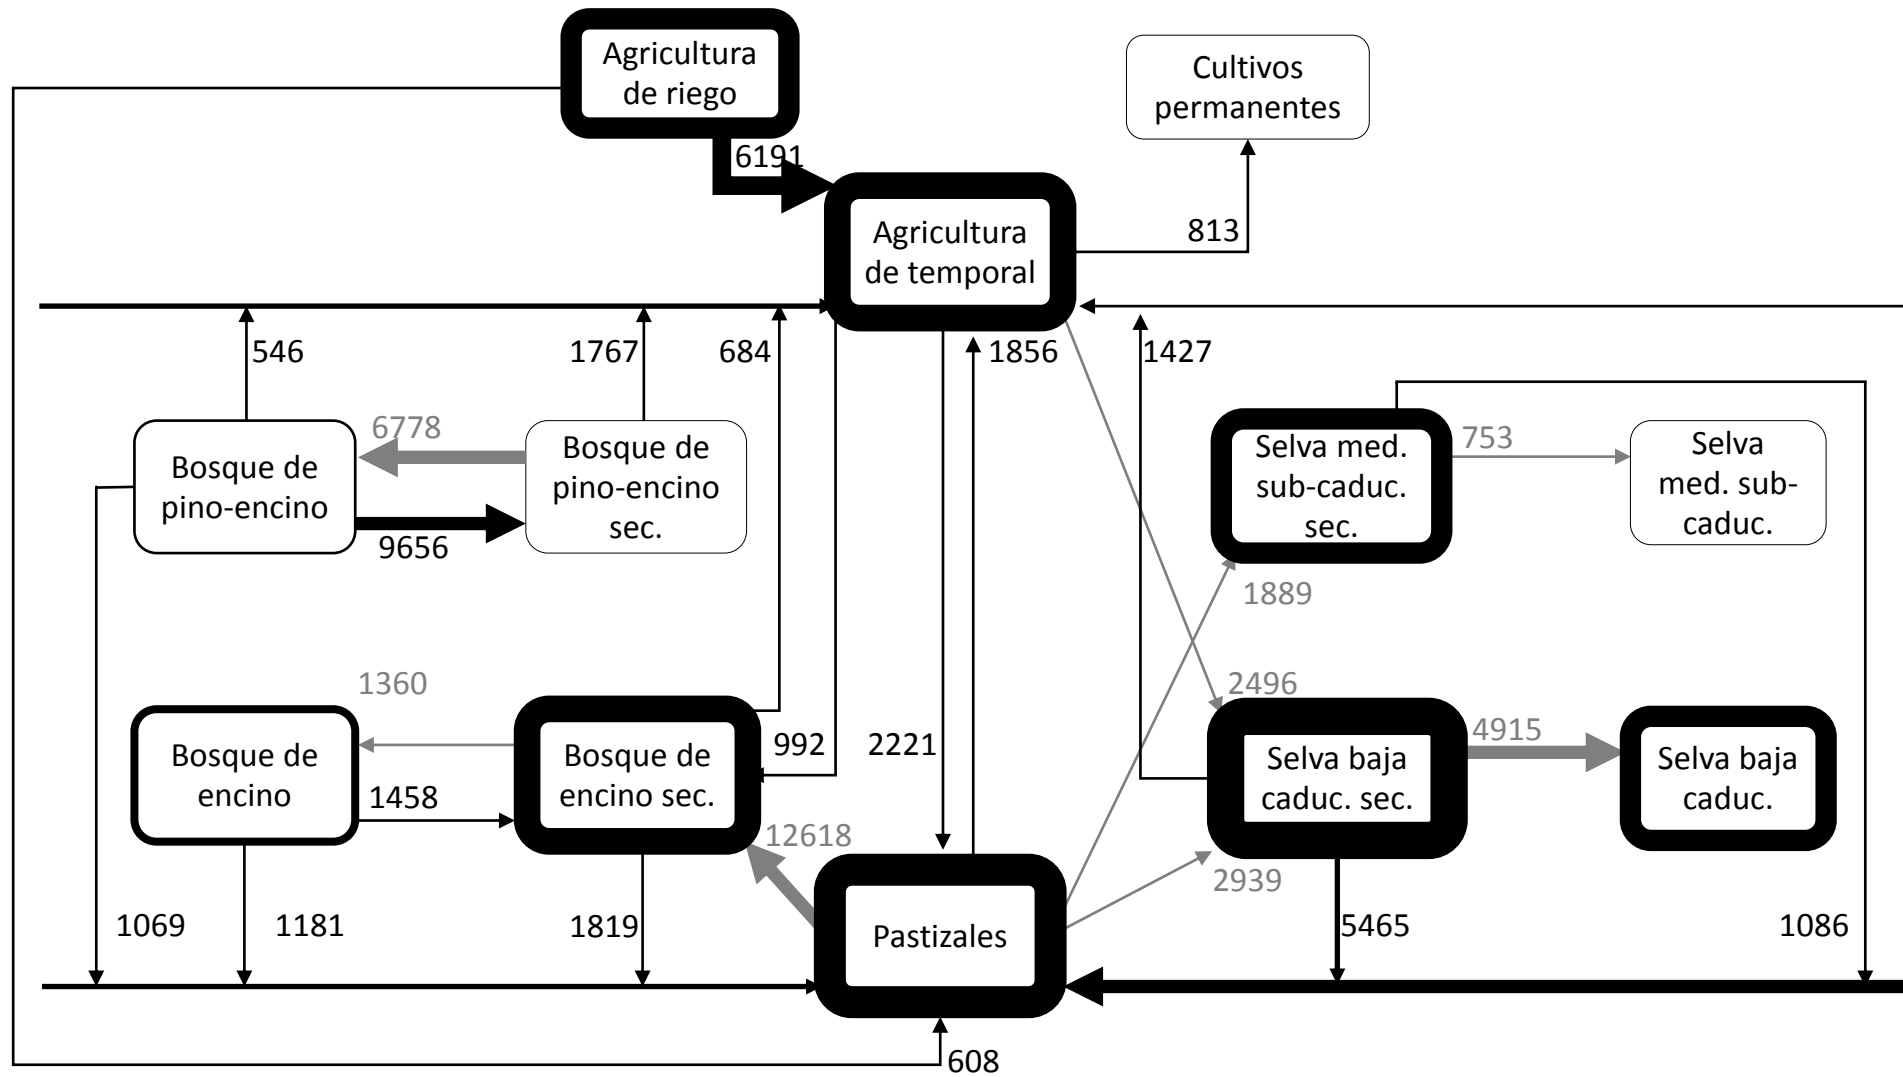 Agricultura
de riego
Cultivos
permanentes
6191
Agricultura
de temporal
813
546
1767
684
1856
1427
6778
Bosque de
pino-encino
Bosque de
pino-encino
sec.
9656
Selva med.
sub-caduc.
sec.
753
Selva
med. sub-
caduc.
1889
1360
2496
Bosque de
encino
1458
Bosque de
encino sec.
992
2221
Selva baja
caduc. sec.
4915
Selva baja
caduc.
12618
2939
1069
1181
1819
Pastizales
5465
1086
608